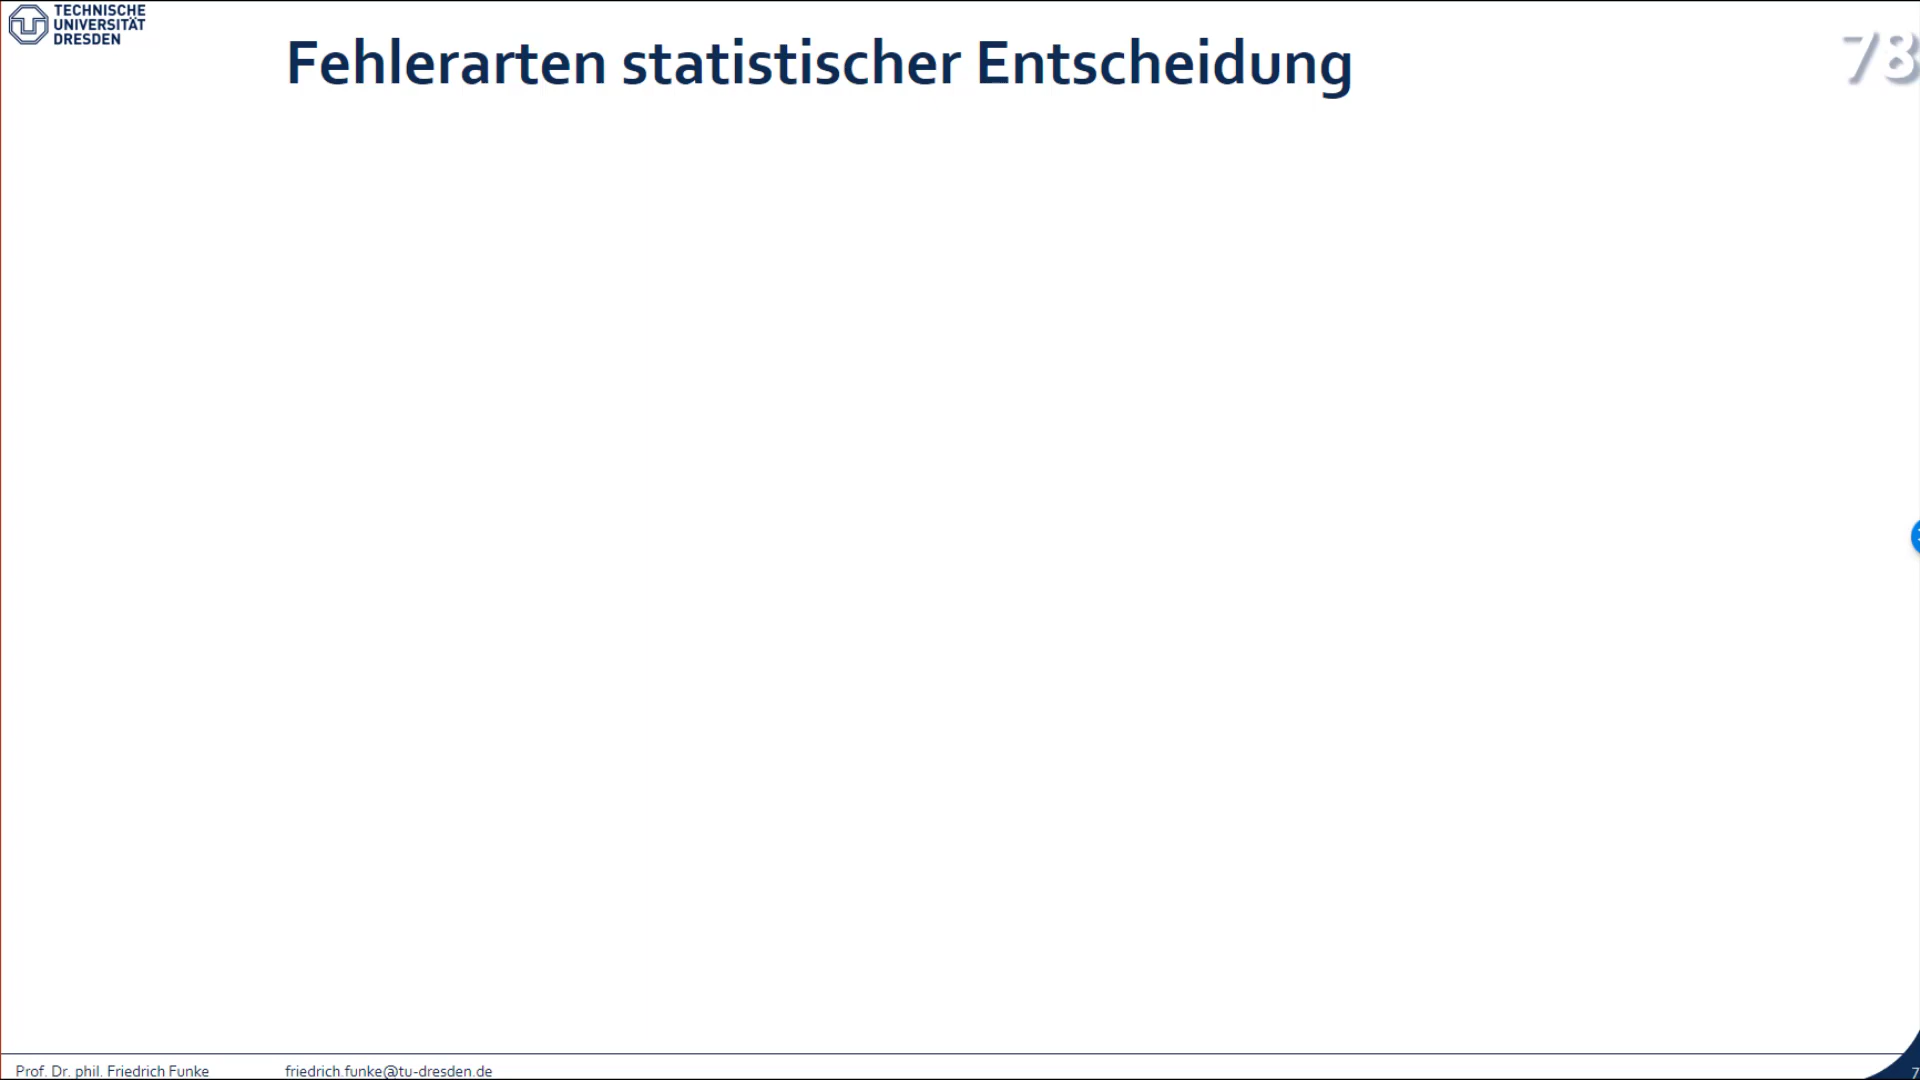 TECHNISCHE
UNIVERSITÄT
DRESDEN
Fehlerarten statistischer Entscheidung
78
Prof. Dr. phil. Friedrich Funke friedrich.funke@tu-dresden.de